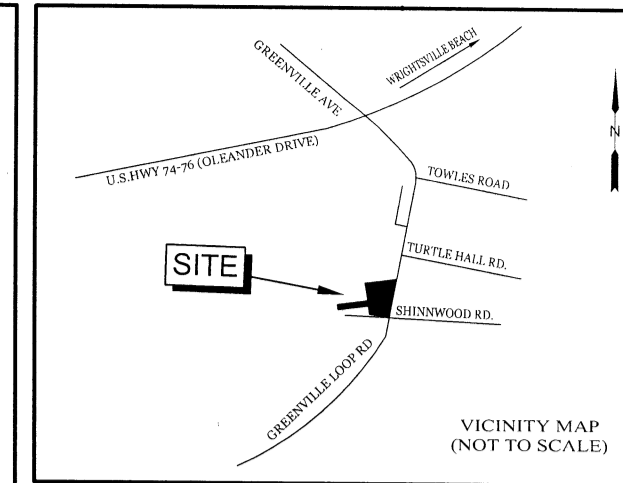 GREENVILLE AVE
WRIGHTSVILLE BEACH
N
U.S.HWY 74-76 (OLEANDER DRIVE)
TOWLES ROAD
TURTLE HALL RD.
SITE
SHINNWOOD RD.
GREENVILLE LOOP RD
VICINITY MAP
(NOT TO SCALE)